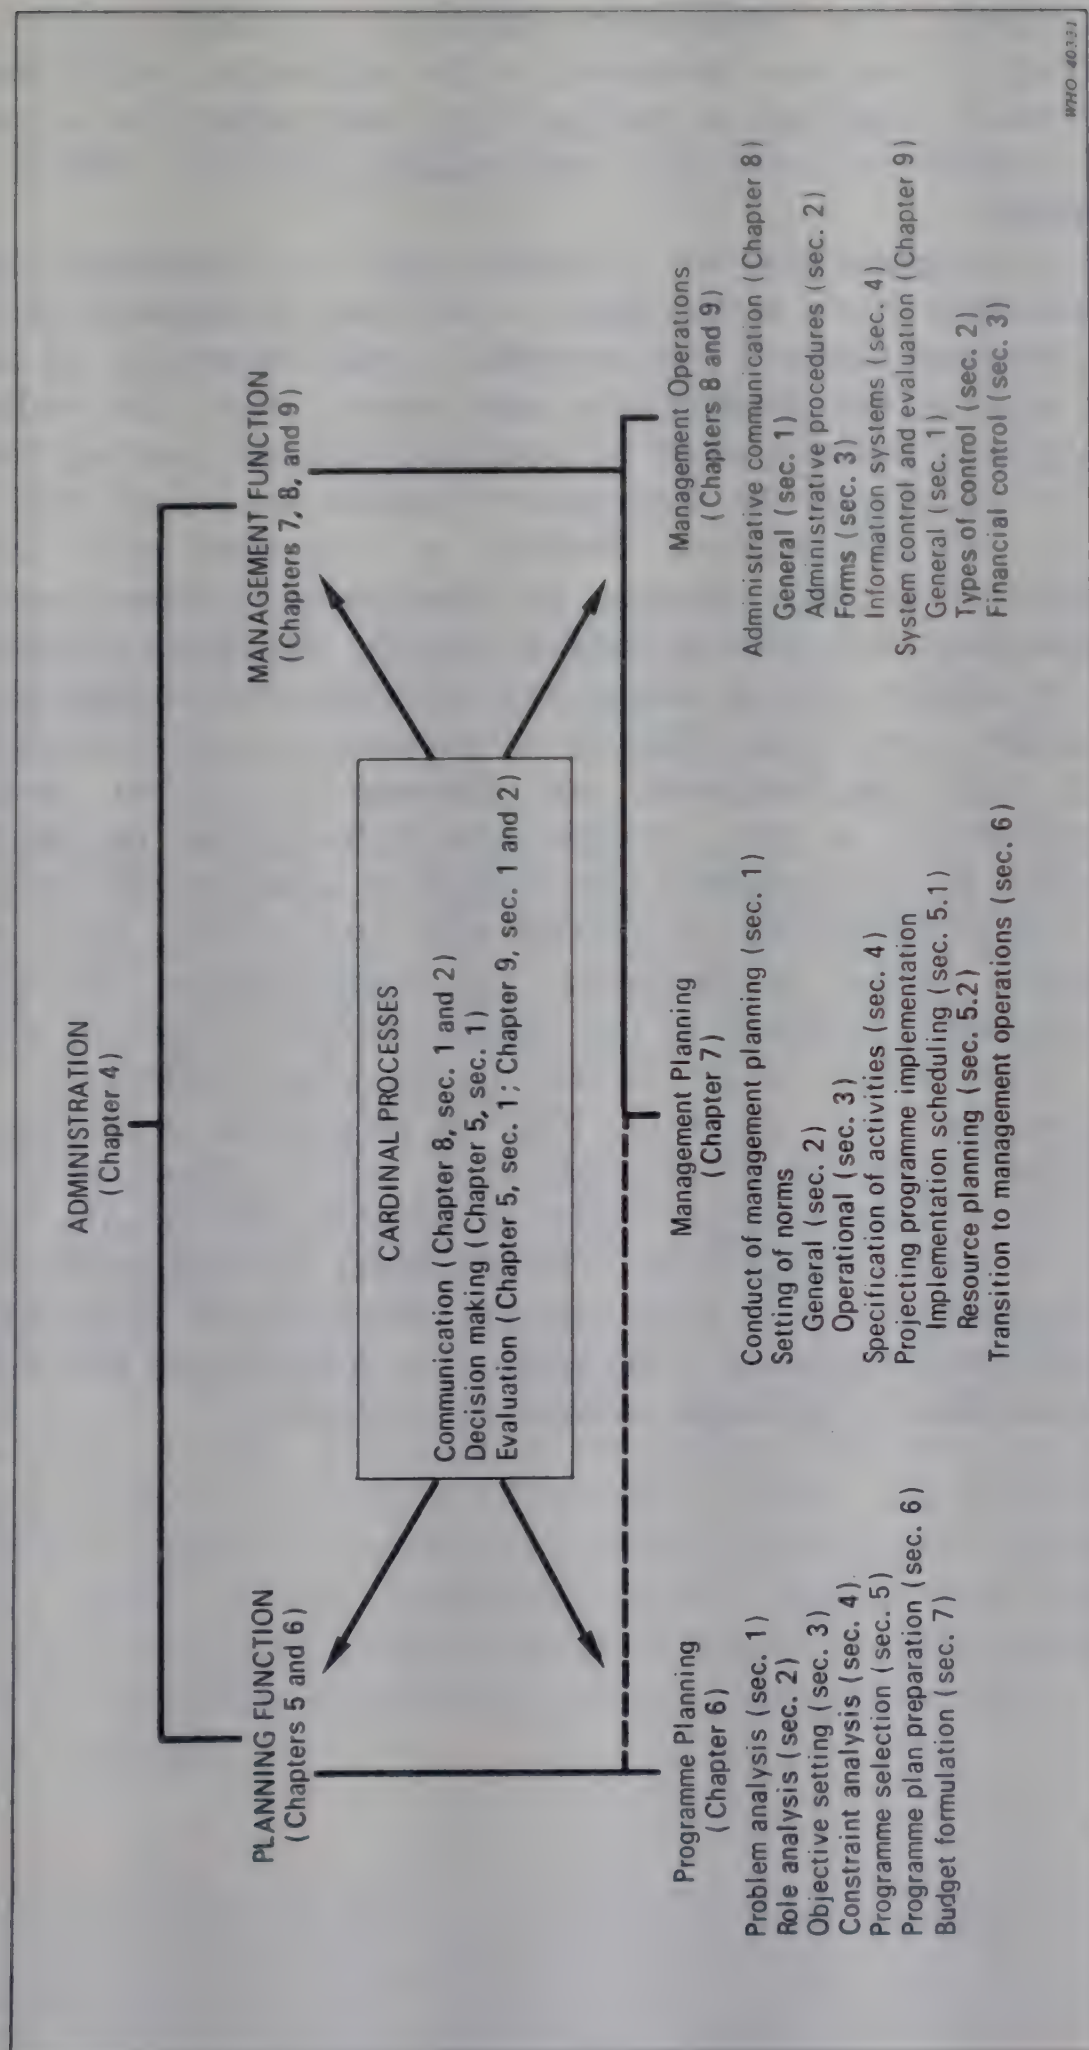 ADMINISTRATION
(Chapter 4)
PLANNING FUNCTION
(Chapters 5 and 6)
MANAGEMENT FUNCTION
(Chapters 7, 8, and 9)
CARDINAL PROCESSES
Communication (Chapter 8, sec. 1 and 2)
Decision making (Chapter 5, sec. 1)
Evaluation (Chapter 5, sec. 1; Chapter 9, sec. 1 and 2)
Programme Planning
(Chapter 6)
Problem analysis (sec. 1)
Role analysis (sec. 2)
Objective setting (sec. 3)
Constraint analysis (sec. 4)
Programme selection (sec. 5)
Programme plan preparation (sec. 6)
Budget formulation (sec. 7)
Management Planning
(Chapter 7)
Conduct of management planning (sec. 1)
Setting of norms
General (sec. 2)
Operational (sec. 3)
Specification of activities (sec. 4)
Projecting programme implementation
Implementation scheduling (sec. 5.1)
Resource planning (sec. 5.2)
Transition to management operations (sec. 6)
Management Operations
(Chapters 8 and 9)
Administrative communication (Chapter 8)
General (sec. 1)
Administrative procedures (sec. 2)
Forms (sec. 3)
Information systems (sec. 4)
System control and evaluation (Chapter 9)
General (sec. 1)
Types of control (sec. 2)
Financial control (sec. 3)
WHO